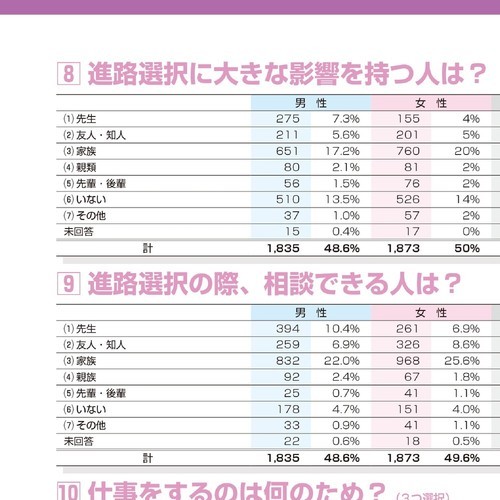 8 進路選択に大きな影響を持つ人は?
男 性 女 性
(1) 先生 275 7.3% 155 4%
(2) 友人・知人 211 5.6% 201 5%
(3) 家族 651 17.2% 760 20%
(4) 親類 80 2.1% 81 2%
(5) 先輩・後輩 56 1.5% 76 2%
(6) いない 510 13.5% 526 14%
(7) その他 37 1.0% 57 2%
未回答 15 0.4% 17 0%
計 1,835 48.6% 1,873 50%
9 進路選択の際、相談できる人は?
男 性 女 性
(1) 先生 394 10.4% 261 6.9%
(2) 友人・知人 259 6.9% 326 8.6%
(3) 家族 832 22.0% 968 25.6%
(4) 親族 92 2.4% 67 1.8%
(5) 先輩・後輩 25 0.7% 41 1.1%
(6) いない 178 4.7% 151 4.0%
(7) その他 33 0.9% 41 1.1%
未回答 22 0.6% 18 0.5%
計 1,835 48.6% 1,873 49.6%
10 仕事をするのは何のため? (3つ選択)